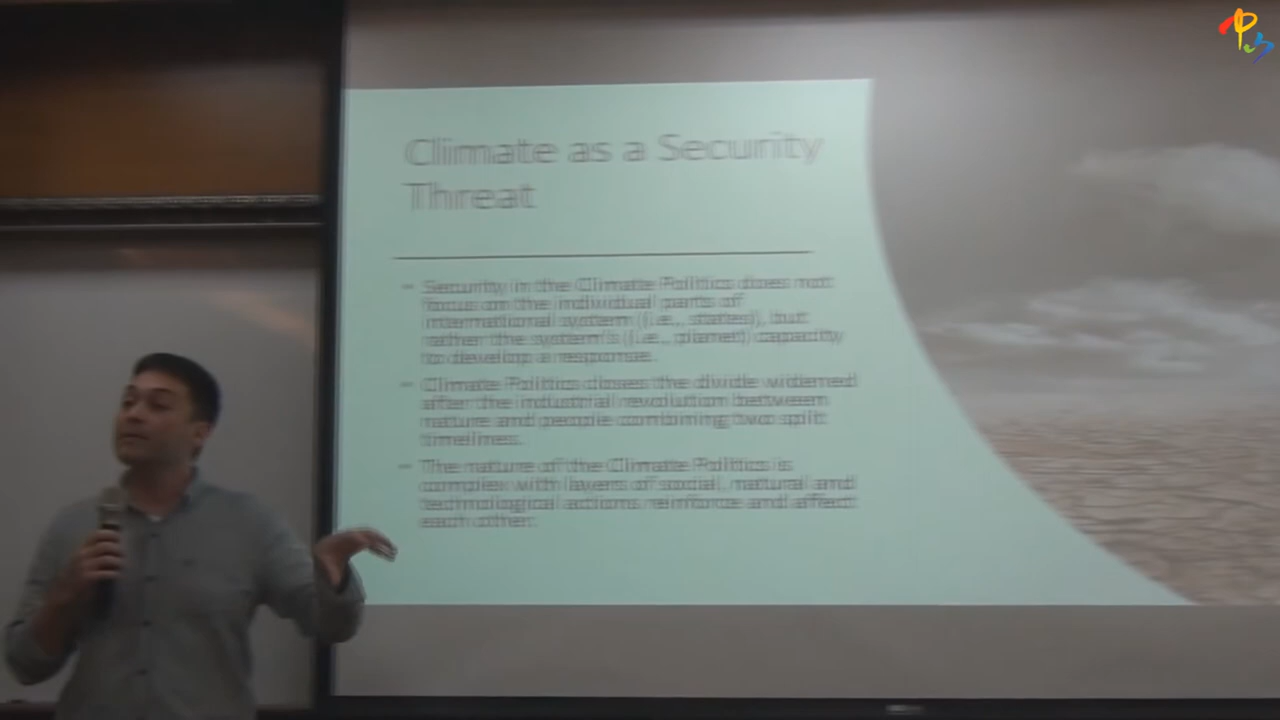 Climate as a Security
Threat
– Security in the Climate Politics does not
focus on the individual parts of
international system (i.e., states), but
rather the system's (i.e., planet) capacity
to develop a response.
– Climate Politics closes the divide widened
after the industrial revolution between
nature and people combining two split
timelines.
– The nature of the Climate Politics is
complex with layers of social, natural and
technological actions reinforce and affect
each other.